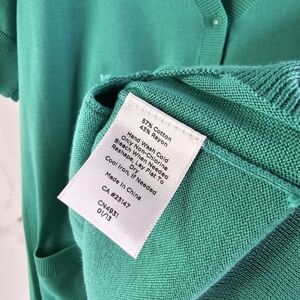 57% Cotton
43% Rayon
Hand Wash Cold
Only Non-Chlorine
Bleach When Needed
Reshape, Lay Flat To
Dry
Cool Iron, If Needed
Made In China
CA #23147
CN4931
01/13